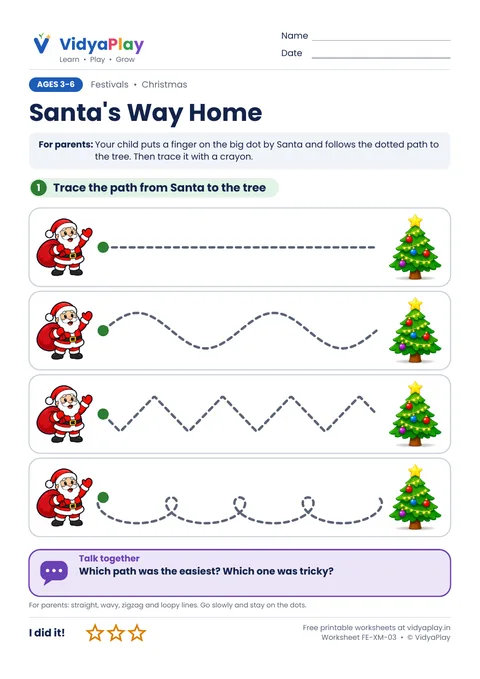 VidyaPlay
Learn • Play • Grow
Name
Date
AGES 3–6 Festivals • Christmas
Santa's Way Home
For parents: Your child puts a finger on the big dot by Santa and follows the dotted path to
the tree. Then trace it with a crayon.
1 Trace the path from Santa to the tree
Talk together
Which path was the easiest? Which one was tricky?
For parents: straight, wavy, zigzag and loopy lines. Go slowly and stay on the dots.
I did it!
Free printable worksheets at vidyaplay.in
Worksheet FE-XM-03 • © VidyaPlay